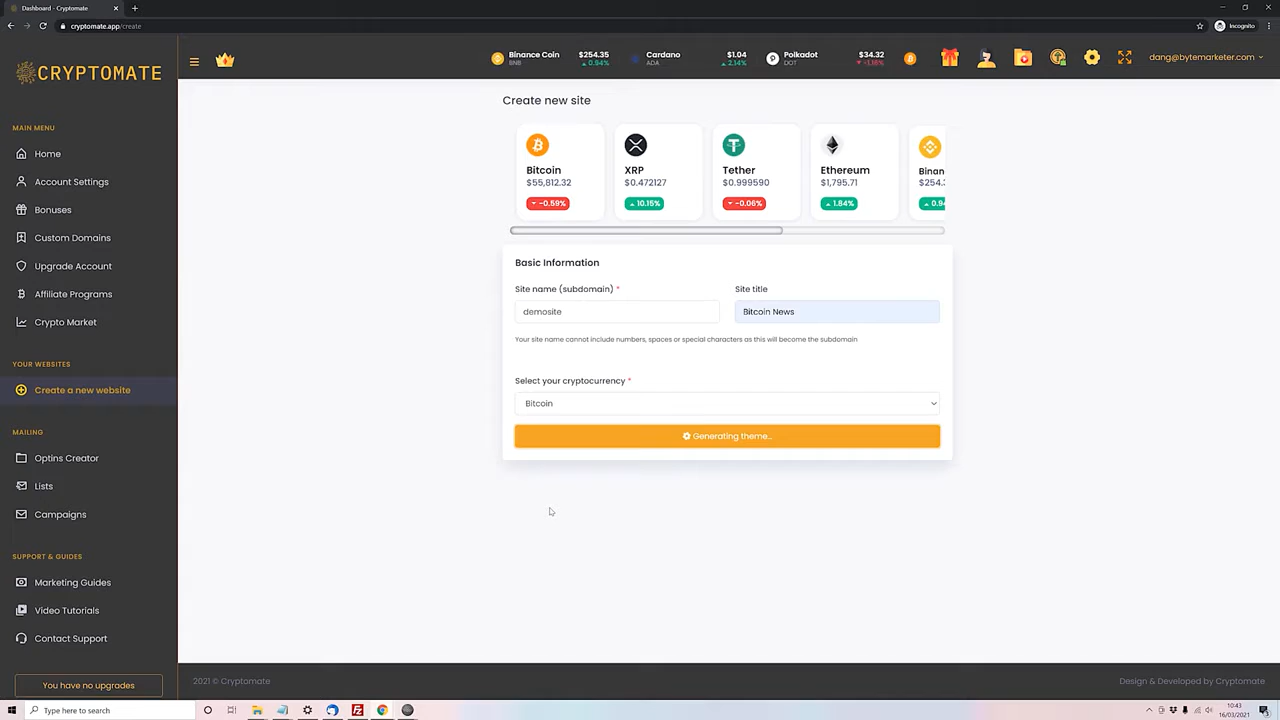 Dashboard - Cryptomate
cryptomate.app/create
Incognito
CRYPTOMATE
Binance Coin
BNB
$254.35
0.94%
Cardano
ADA
$1.04
2.14%
Polkadot
DOT
$34.32
dang@bytemarketer.com
MAIN MENU
Home
Account Settings
Bonuses
Custom Domains
Upgrade Account
Affiliate Programs
Crypto Market
YOUR WEBSITES
Create a new website
MAILING
Optins Creator
Lists
Campaigns
SUPPORT & GUIDES
Marketing Guides
Video Tutorials
Contact Support
You have no upgrades
Create new site
Bitcoin
$55,812.32
-0.59%
XRP
$0.472127
10.15%
Tether
$0.999590
-0.06%
Ethereum
$1,795.71
1.84%
Binan
$254.
0.94
Basic Information
Site name (subdomain) *
demosite
Site title
Bitcoin News
Your site name cannot include numbers, spaces or special characters as this will become the subdomain
Select your cryptocurrency *
Bitcoin
Generating theme...
2021 © Cryptomate
Design & Developed by Cryptomate
Type here to search
10:43
16/03/2021